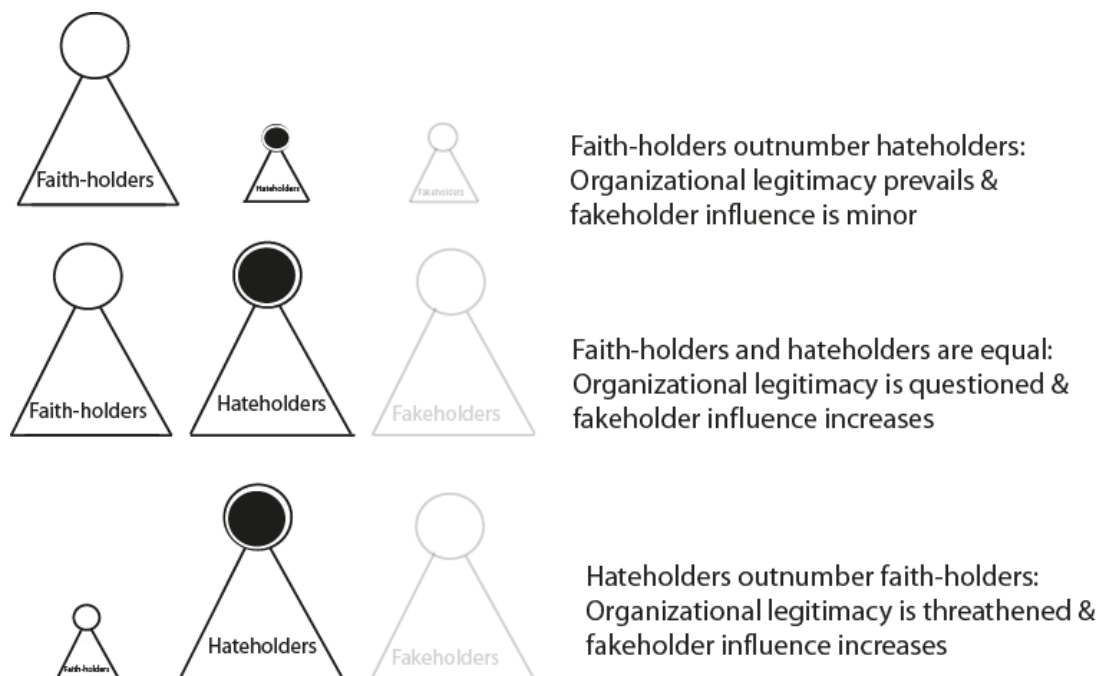 Faith-holders
Hateholders
Fakeholders
Faith-holders outnumber hateholders:
Organizational legitimacy prevails &
fakeholder influence is minor
Faith-holders
Hateholders
Fakeholders
Faith-holders and hateholders are equal:
Organizational legitimacy is questioned &
fakeholder influence increases
Faith-holders
Hateholders
Fakeholders
Hateholders outnumber faith-holders:
Organizational legitimacy is threathened &
fakeholder influence increases